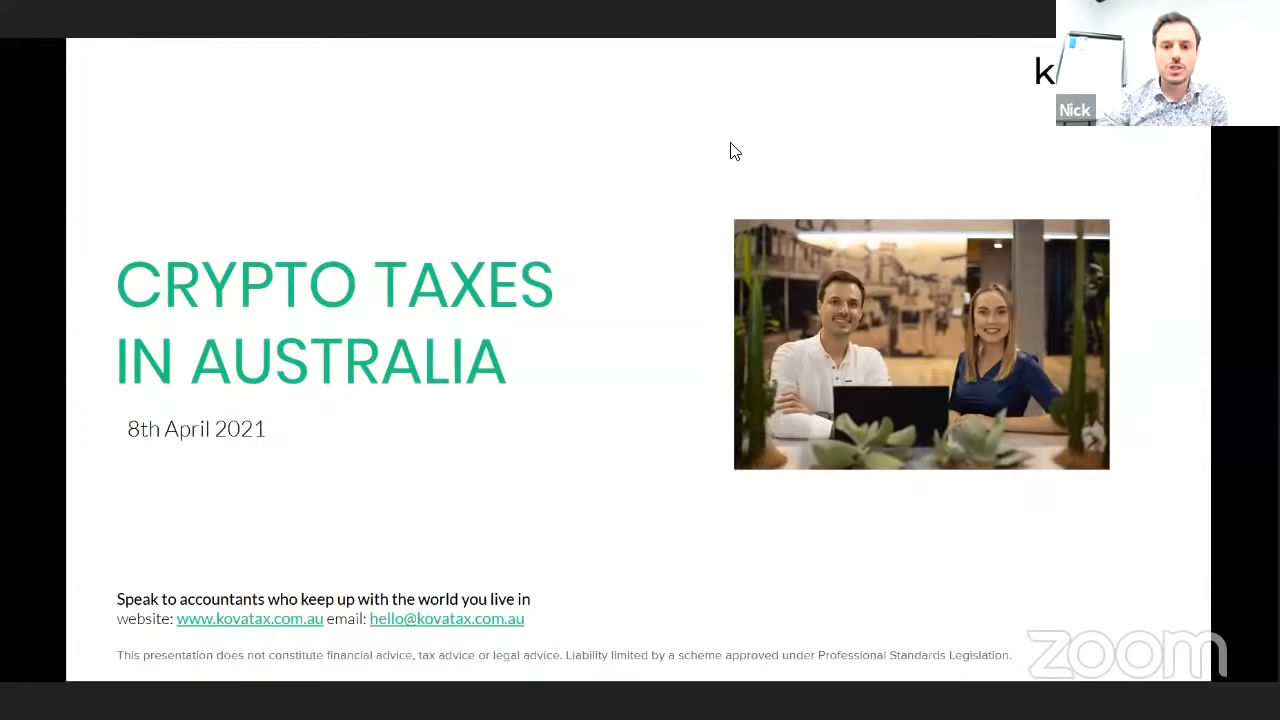 k
Nick
CRYPTO TAXES
IN AUSTRALIA
8th April 2021
Speak to accountants who keep up with the world you live in
website: www.kovatax.com.au email: hello@kovatax.com.au
This presentation does not constitute financial advice, tax advice or legal advice. Liability limited by a scheme approved under Professional Standards Legislation.
zoom